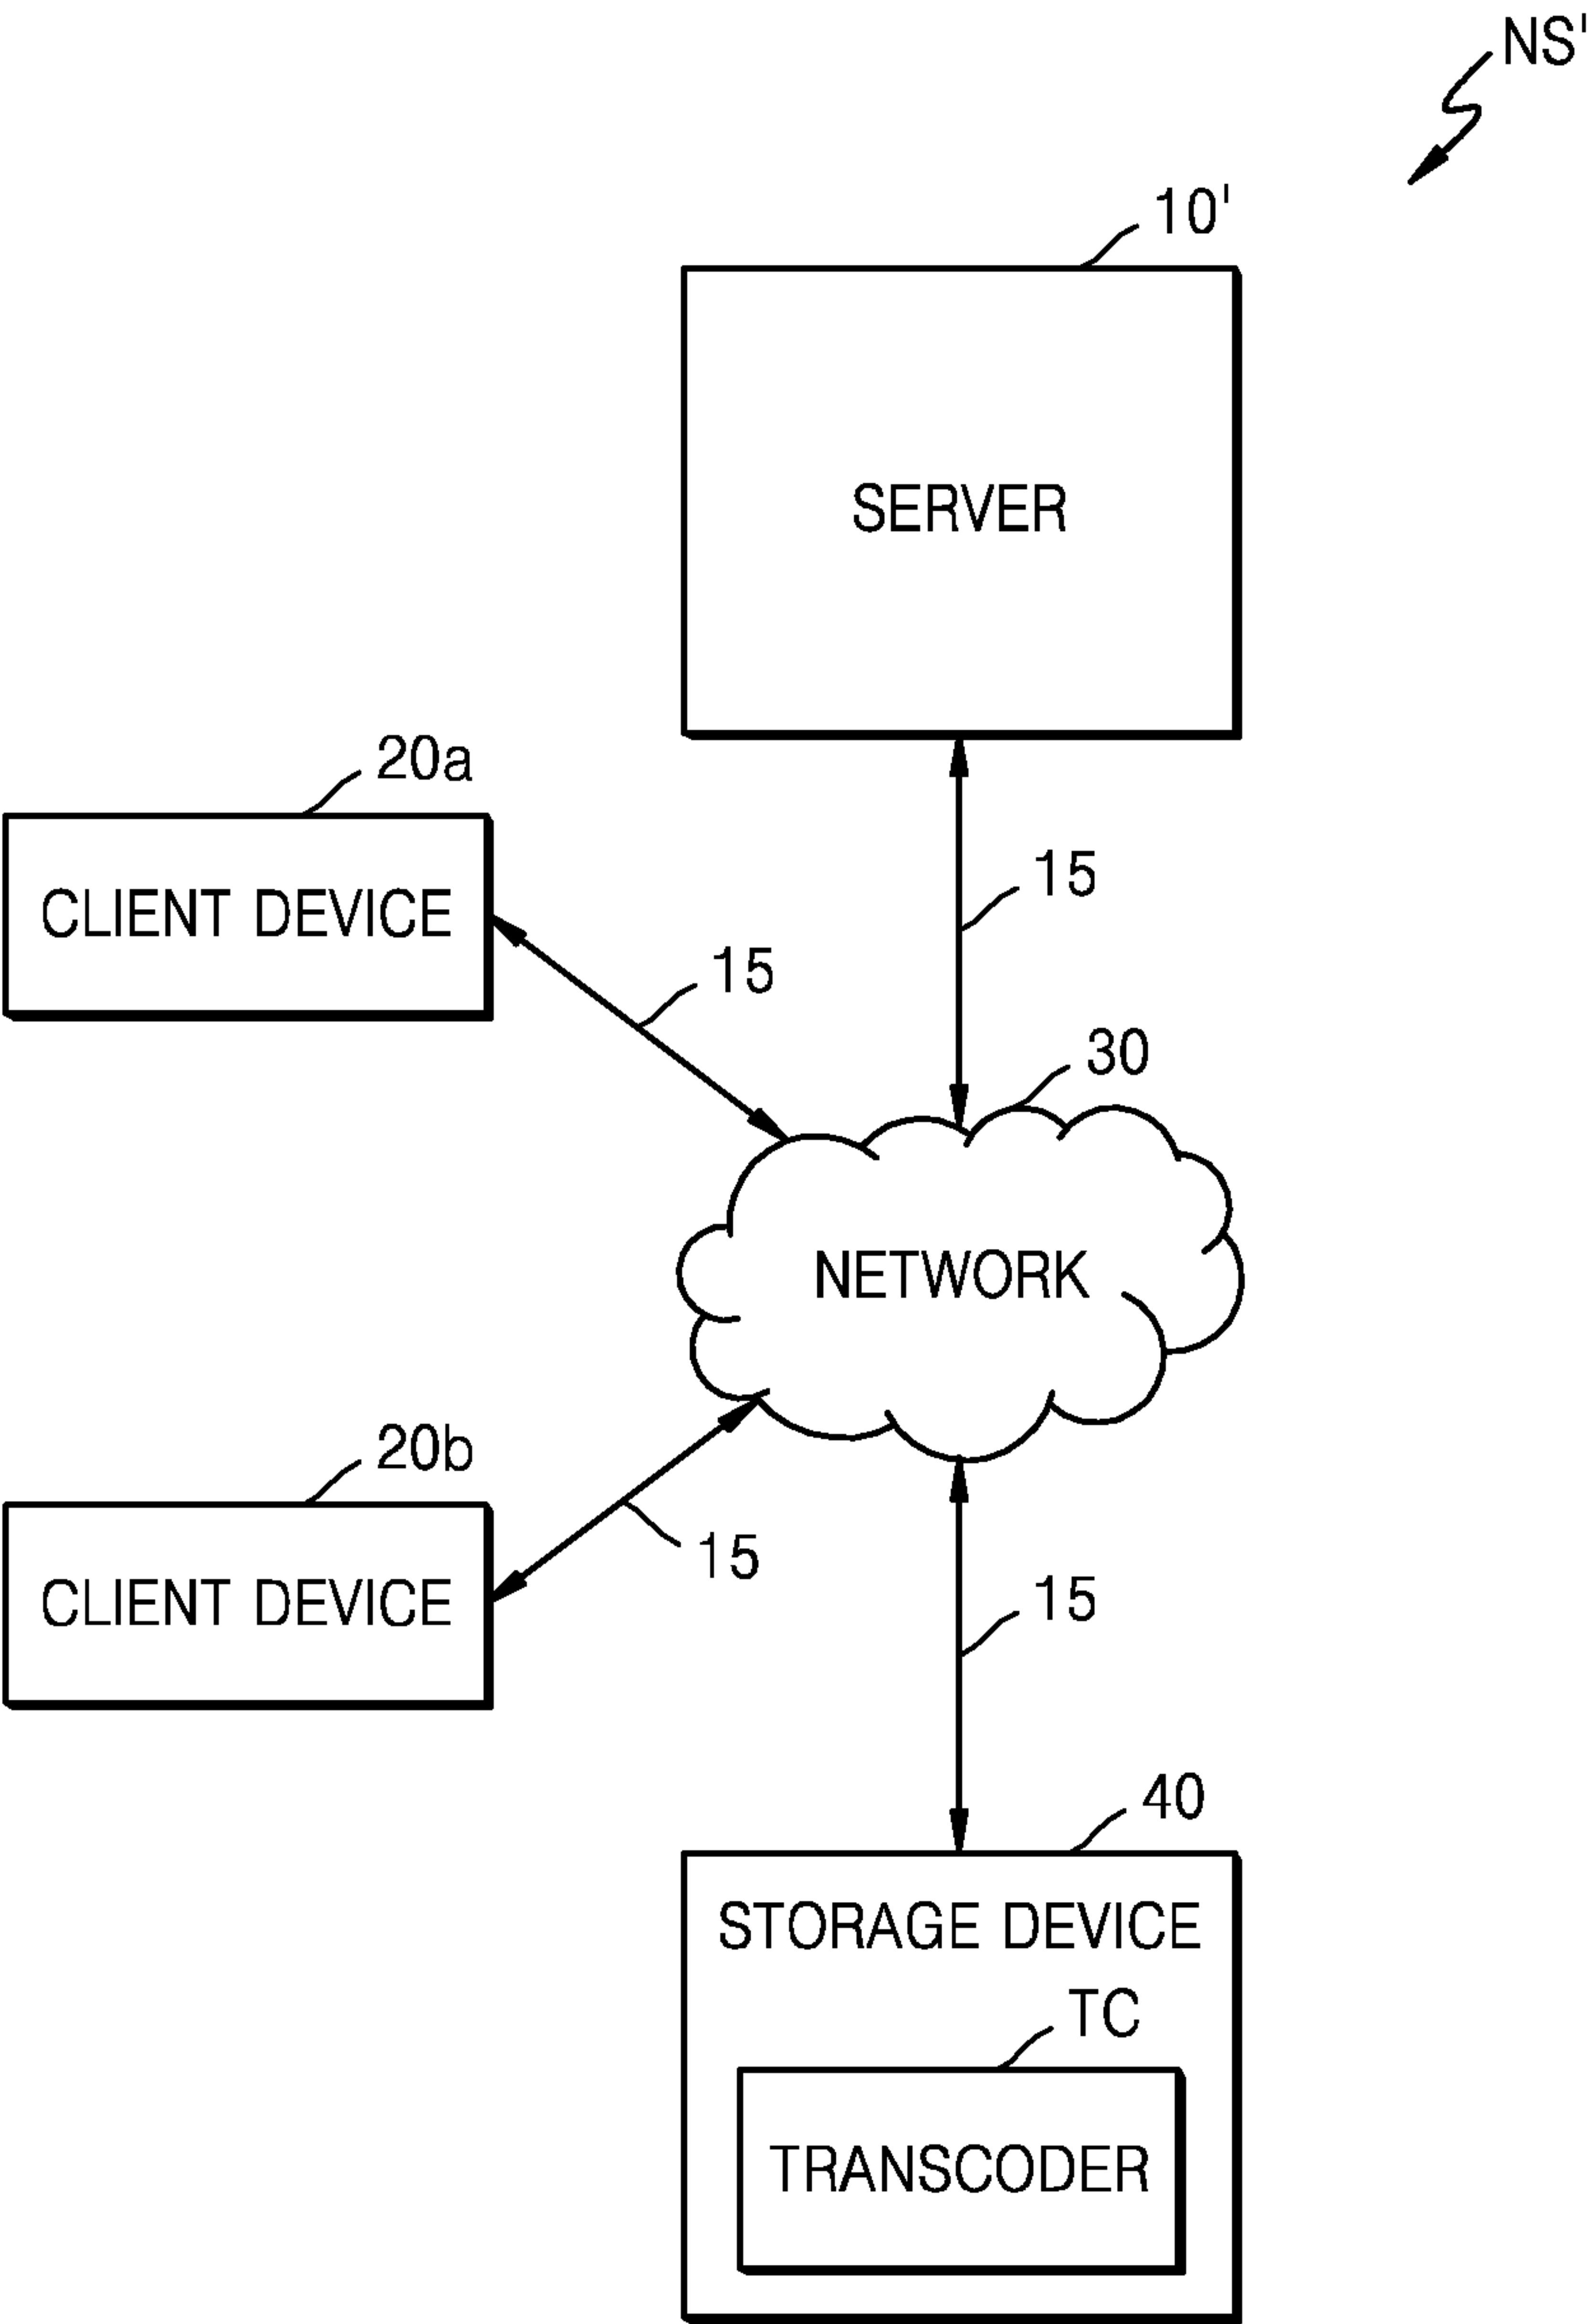 NS'
10'
SERVER
20a
CLIENT DEVICE
15
15
30
NETWORK
20b
CLIENT DEVICE
15
15
40
STORAGE DEVICE
TC
TRANSCODER